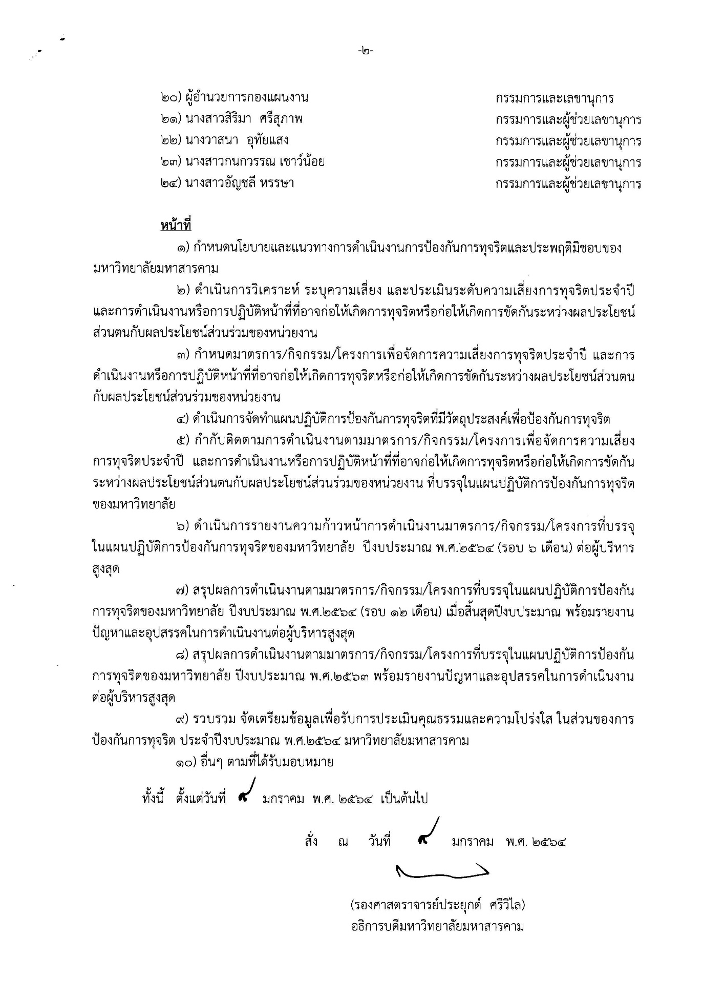 -๒-
๒๐) ผู้อำนวยการกองแผนงาน กรรมการและเลขานุการ
๒๑) นางสาวสิริมา ศรีสุภาพ กรรมการและผู้ช่วยเลขานุการ
๒๒) นางวาสนา อุทัยแสง กรรมการและผู้ช่วยเลขานุการ
๒๓) นางสาวกนกวรรณ เชาว์น้อย กรรมการและผู้ช่วยเลขานุการ
๒๔) นางสาวอัญชลี หรรษา กรรมการและผู้ช่วยเลขานุการ
หน้าที่
๑) กำหนดนโยบายและแนวทางการดำเนินงานการป้องกันการทุจริตและประพฤติมิชอบของ
มหาวิทยาลัยมหาสารคาม
๒) ดำเนินการวิเคราะห์ ระบุความเสี่ยง และประเมินระดับความเสี่ยงการทุจริตประจำปี
และการดำเนินงานหรือการปฏิบัติหน้าที่ที่อาจก่อให้เกิดการทุจริตหรือก่อให้เกิดการขัดกันระหว่างผลประโยชน์
ส่วนตนกับผลประโยชน์ส่วนร่วมของหน่วยงาน
๓) กำหนดมาตรการ/กิจกรรม/โครงการเพื่อจัดการความเสี่ยงการทุจริตประจำปี และการ
ดำเนินงานหรือการปฏิบัติหน้าที่ที่อาจก่อให้เกิดการทุจริตหรือก่อให้เกิดการขัดกันระหว่างผลประโยชน์ส่วนตน
กับผลประโยชน์ส่วนร่วมของหน่วยงาน
๔) ดำเนินการจัดทำแผนปฏิบัติการป้องกันการทุจริตที่มีวัตถุประสงค์เพื่อป้องกันการทุจริต
๕) กำกับติดตามการดำเนินงานตามมาตรการ/กิจกรรม/โครงการเพื่อจัดการความเสี่ยง
การทุจริตประจำปี และการดำเนินงานหรือการปฏิบัติหน้าที่ที่อาจก่อให้เกิดการทุจริตหรือก่อให้เกิดการขัดกัน
ระหว่างผลประโยชน์ส่วนตนกับผลประโยชน์ส่วนร่วมของหน่วยงาน ที่บรรจุในแผนปฏิบัติการป้องกันการทุจริต
ของมหาวิทยาลัย
๖) ดำเนินการรายงานความก้าวหน้าการดำเนินงานมาตรการ/กิจกรรม/โครงการที่บรรจุ
ในแผนปฏิบัติการป้องกันการทุจริตของมหาวิทยาลัย ปีงบประมาณ พ.ศ.๒๕๖๔ (รอบ ๖ เดือน) ต่อผู้บริหาร
สูงสุด
๗) สรุปผลการดำเนินงานตามมาตรการ/กิจกรรม/โครงการที่บรรจุในแผนปฏิบัติการป้องกัน
การทุจริตของมหาวิทยาลัย ปีงบประมาณ พ.ศ.๒๕๖๔ (รอบ ๑๒ เดือน) เมื่อสิ้นสุดปีงบประมาณ พร้อมรายงาน
ปัญหาและอุปสรรคในการดำเนินงานต่อผู้บริหารสูงสุด
๘) สรุปผลการดำเนินงานตามมาตรการ/กิจกรรม/โครงการที่บรรจุในแผนปฏิบัติการป้องกัน
การทุจริตของมหาวิทยาลัย ปีงบประมาณ พ.ศ.๒๕๖๓ พร้อมรายงานปัญหาและอุปสรรคในการดำเนินงาน
ต่อผู้บริหารสูงสุด
๙) รวบรวม จัดเตรียมข้อมูลเพื่อรับการประเมินคุณธรรมและความโปร่งใส ในส่วนของการ
ป้องกันการทุจริต ประจำปีงบประมาณ พ.ศ.๒๕๖๔ มหาวิทยาลัยมหาสารคาม
๑๐) อื่นๆ ตามที่ได้รับมอบหมาย
ทั้งนี้ ตั้งแต่วันที่ มกราคม พ.ศ. ๒๕๖๔ เป็นต้นไป
สั่ง ณ วันที่ มกราคม พ.ศ. ๒๕๖๔
(รองศาสตราจารย์ประยุกต์ ศรีวิไล)
อธิการบดีมหาวิทยาลัยมหาสารคาม